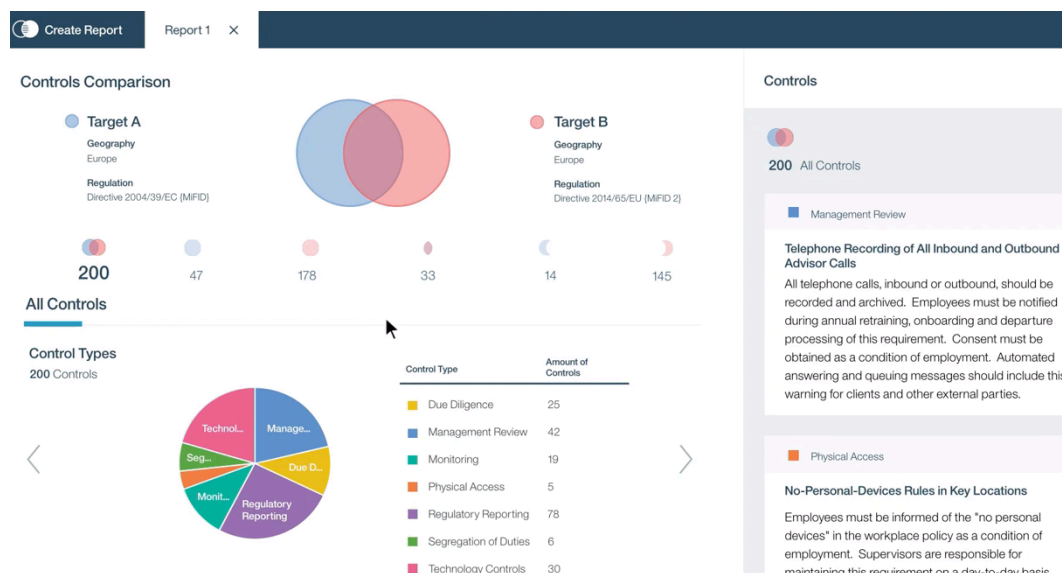 Create Report
Report 1
Controls Comparison
Target A
Geography
Europe
Regulation
Directive 2004/39/EC {MiFID}
Target B
Geography
Europe
Regulation
Directive 2014/65/EU {MiFID 2}
200
47
178
33
14
145
All Controls
Control Types
200 Controls
Technol...
Manage...
Seg...
Due D...
Monit...
Regulatory
Reporting
Control Type
Amount of
Controls
Due Diligence 25
Management Review 42
Monitoring 19
Physical Access 5
Regulatory Reporting 78
Segregation of Duties 6
Technology Controls 30
Controls
200 All Controls
Management Review
Telephone Recording of All Inbound and Outbound
Advisor Calls
All telephone calls, inbound or outbound, should be
recorded and archived. Employees must be notified
during annual retraining, onboarding and departure
processing of this requirement. Consent must be
obtained as a condition of employment. Automated
answering and queuing messages should include this
warning for clients and other external parties.
Physical Access
No-Personal-Devices Rules in Key Locations
Employees must be informed of the "no personal
devices" in the workplace policy as a condition of
employment. Supervisors are responsible for
maintaining this requirement on a day-to-day basis